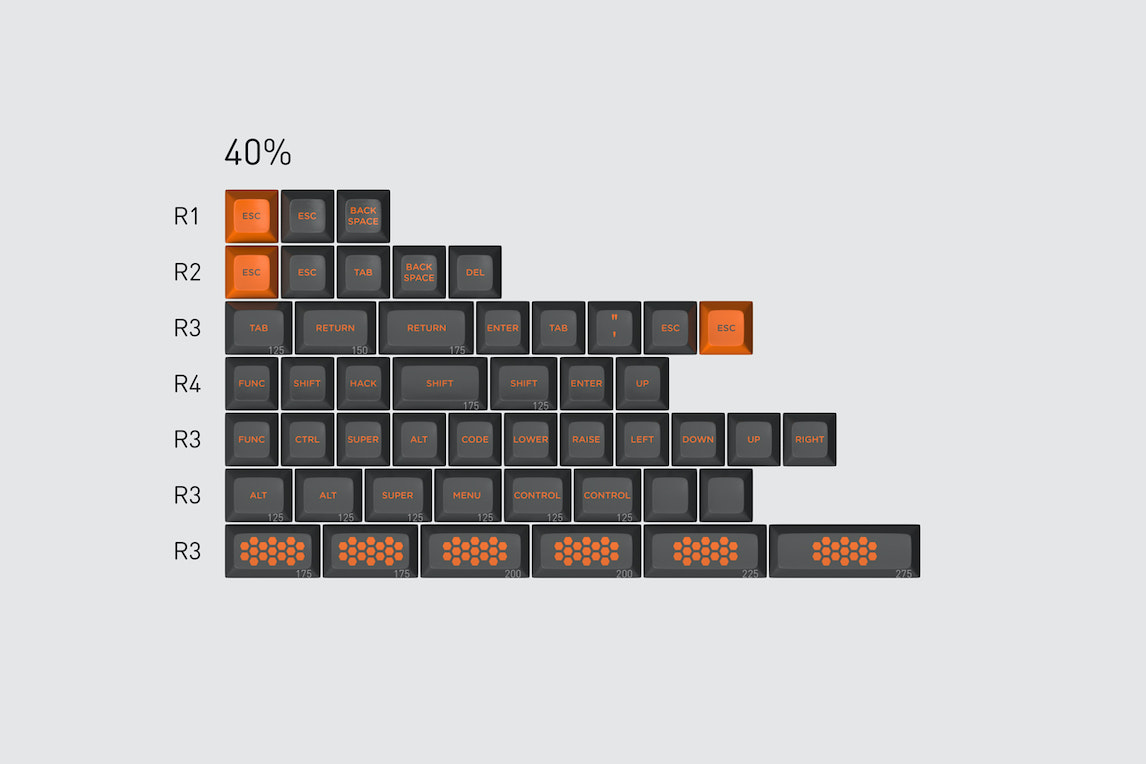 40%
R1 ESC ESC BACK SPACE
R2 ESC ESC TAB BACK SPACE DEL
R3 TAB 125 RETURN 150 RETURN 175 ENTER TAB " ' ESC ESC
R4 FUNC SHIFT HACK SHIFT 175 SHIFT 125 ENTER UP
R3 FUNC CTRL SUPER ALT CODE LOWER RAISE LEFT DOWN UP RIGHT
R3 ALT 125 ALT 125 SUPER 125 MENU 125 CONTROL 125 CONTROL 125
R3 175 175 200 200 225 275